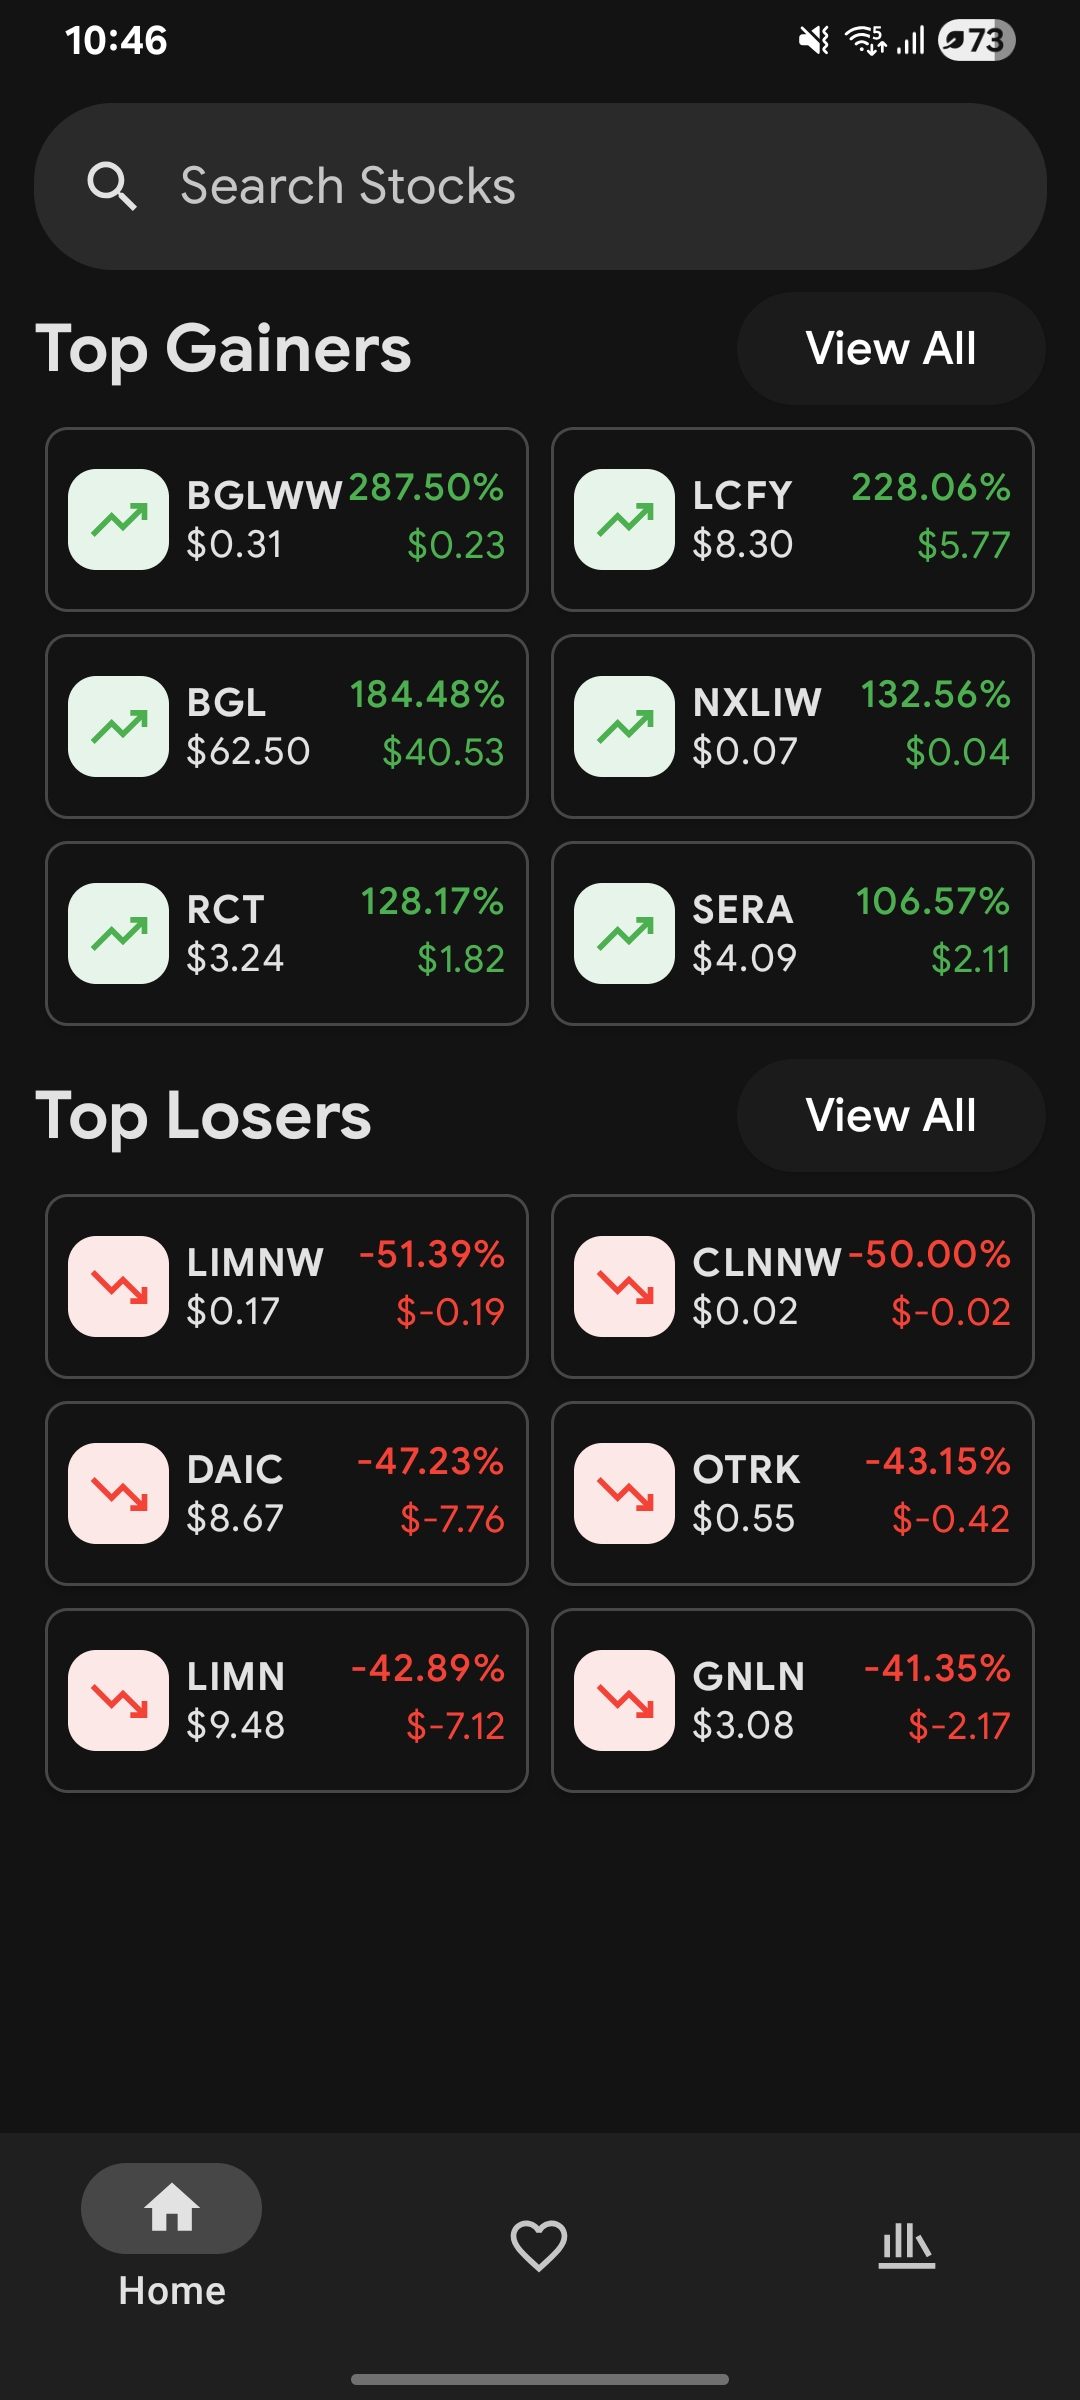 10:46
5
73
Search Stocks
Top Gainers
View All
BGLWW 287.50%
$0.31 $0.23
LCFY 228.06%
$8.30 $5.77
BGL 184.48%
$62.50 $40.53
NXLIW 132.56%
$0.07 $0.04
RCT 128.17%
$3.24 $1.82
SERA 106.57%
$4.09 $2.11
Top Losers
View All
LIMNW -51.39%
$0.17 $-0.19
CLNNW -50.00%
$0.02 $-0.02
DAIC -47.23%
$8.67 $-7.76
OTRK -43.15%
$0.55 $-0.42
LIMN -42.89%
$9.48 $-7.12
GNLN -41.35%
$3.08 $-2.17
Home